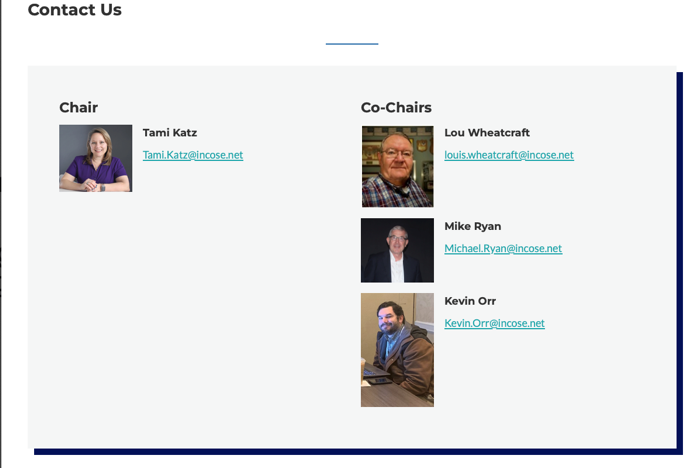 Contact Us
Chair
Tami Katz
Tami.Katz@incose.net
Co-Chairs
Lou Wheatcraft
louis.wheatcraft@incose.net
Mike Ryan
Michael.Ryan@incose.net
Kevin Orr
Kevin.Orr@incose.net